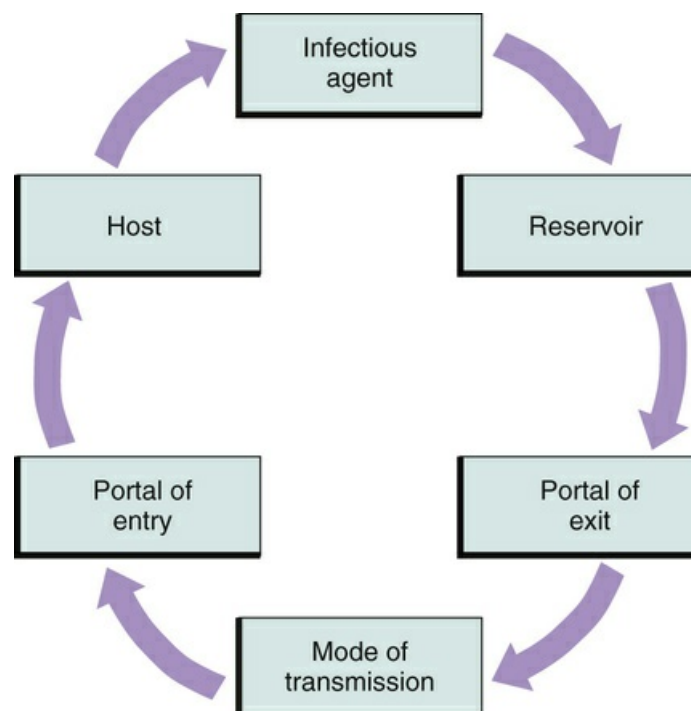 Infectious
agent
Reservoir
Portal of
exit
Mode of
transmission
Portal of
entry
Host